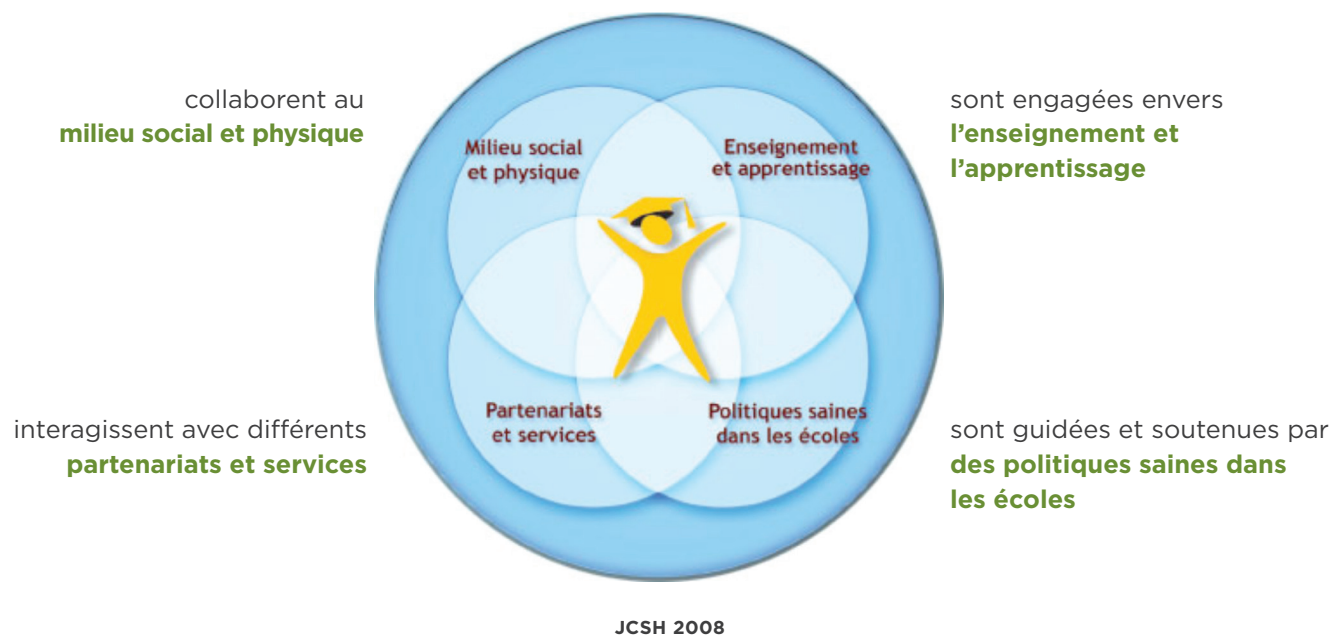 collaborent au
milieu social et physique
sont engagées envers
l’enseignement et
l’apprentissage
Milieu social
et physique
Enseignement
et apprentissage
Partenariats
et services
Politiques saines
dans les écoles
interagissent avec différents
partenariats et services
sont guidées et soutenues par
des politiques saines dans
les écoles
JCSH 2008